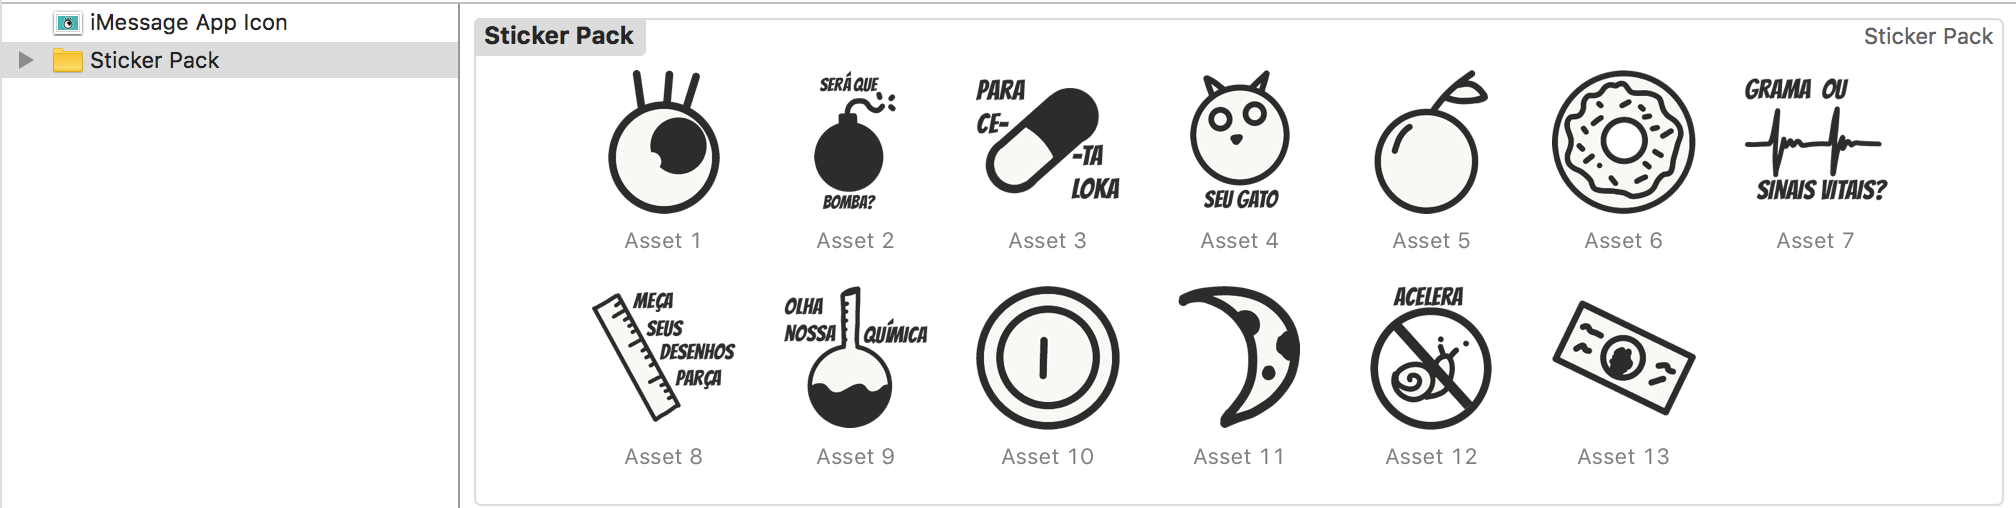 iMessage App Icon
Sticker Pack
Sticker Pack
Sticker Pack
SERÁ QUE
BOMBA?
PARA
CE-
-TA
LOKA
SEU GATO
GRAMA OU
SINAIS VITAIS?
Asset 1
Asset 2
Asset 3
Asset 4
Asset 5
Asset 6
Asset 7
MEÇA
SEUS
DESENHOS
PARÇA
OLHA
NOSSA
QUÍMICA
ACELERA
Asset 8
Asset 9
Asset 10
Asset 11
Asset 12
Asset 13